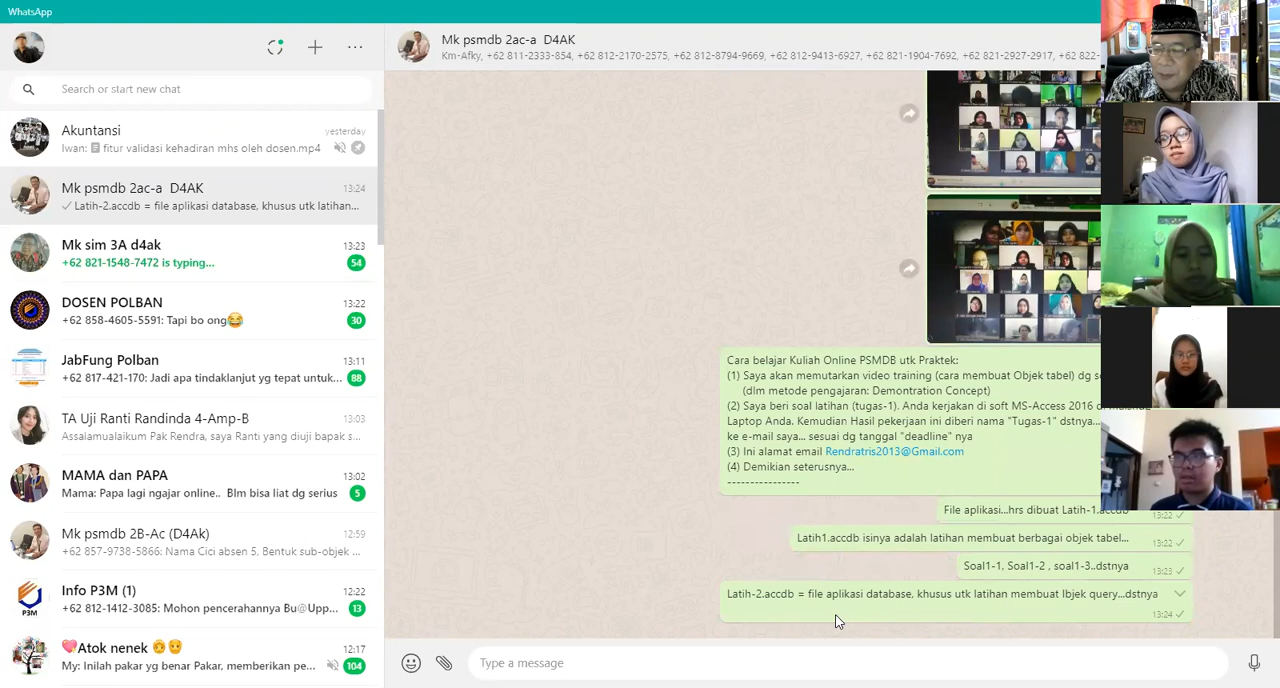 WhatsApp
Search or start new chat
Akuntansi
yesterday
Iwan: fitur validasi kehadiran mhs oleh dosen.mp4
Mk psmdb 2ac-a D4AK
13:24
Latih-2.accdb = file aplikasi database, khusus utk latihan...
Mk sim 3A d4ak
13:23
+62 821-1548-7472 is typing...
54
DOSEN POLBAN
13:22
+62 858-4605-5591: Tapi bo ong😂
30
JabFung Polban
13:11
+62 817-421-170: Jadi apa tindaklanjut yg tepat untuk...
88
TA Uji Ranti Randinda 4-Amp-B
13:03
Assalamualaikum Pak Rendra, saya Ranti yang diuji bapak s...
MAMA dan PAPA
13:02
Mama: Papa lagi ngajar online.. Blm bisa liat dg serius
5
Mk psmdb 2B-Ac (D4Ak)
12:59
+62 857-9738-5866: Nama Cici absen 5, Bentuk sub-objek ...
Info P3M (1)
12:22
+62 812-1412-3085: Mohon pencerahannya Bu@Upp...
13
P3M
💖Atok nenek 👴👵
12:17
My: Inilah pakar yg benar Pakar, memberikan pe...
104
Mk psmdb 2ac-a D4AK
Km-Afky, +62 811-2333-854, +62 812-2170-2575, +62 812-8794-9669, +62 812-9413-6927, +62 821-1904-7692, +62 821-2927-2917, +62 822-
Cara belajar Kuliah Online PSMDB utk Praktek:
(1) Saya akan memutarkan video training (cara membuat Objek tabel) dg
(dlm metode pengajaran: Demontration Concept)
(2) Saya beri soal latihan (tugas-1). Anda kerjakan di soft MS-Access 2016
Laptop Anda. Kemudian Hasil pekerjaan ini diberi nama "Tugas-1" dstnya...
ke e-mail saya... sesuai dg tanggal "deadline" nya
(3) Ini alamat email Rendratris2013@Gmail.com
(4) Demikian seterusnya...
----------------
File aplikasi...hrs dibuat Latih-1.accdb
13:22
Latih1.accdb isinya adalah latihan membuat berbagai objek tabel...
13:22
Soal1-1, Soal1-2 , soal1-3..dstnya
13:23
Latih-2.accdb = file aplikasi database, khusus utk latihan membuat Ibjek query...dstnya
13:24
Type a message